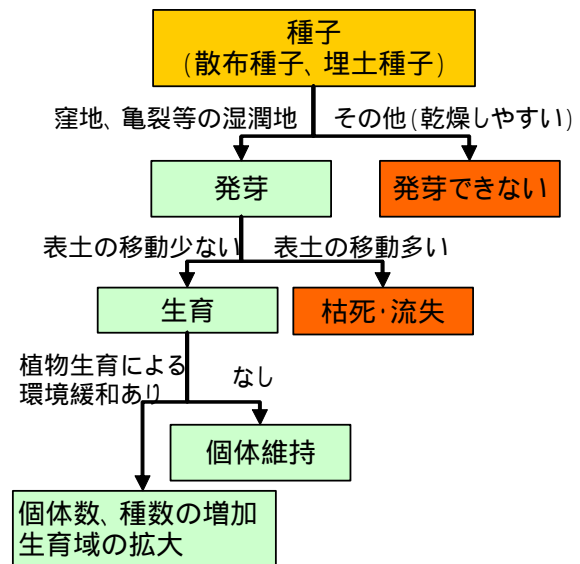 種子
(散布種子、埋土種子)
窪地、亀裂等の湿潤地
その他(乾燥しやすい)
発芽
発芽できない
表土の移動少ない
表土の移動多い
生育
枯死・流失
植物生育による
環境緩和あり
なし
個体維持
個体数、種数の増加
生育域の拡大